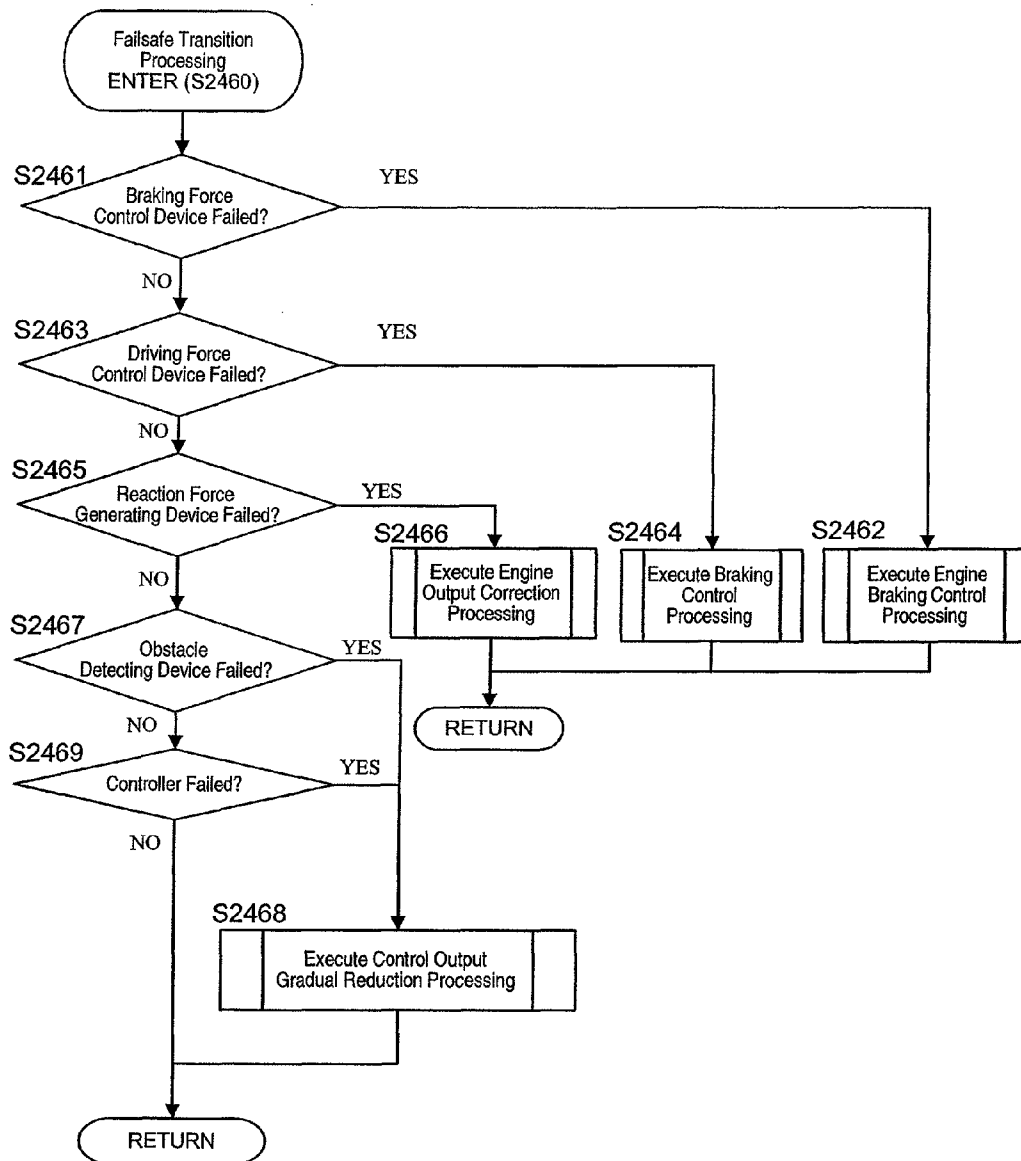 Failsafe Transition
Processing
ENTER (S2460)
S2461
YES
Braking Force
Control Device Failed?
NO
S2463
YES
Driving Force
Control Device Failed?
NO
S2465
YES
Reaction Force
Generating Device Failed?
NO
S2466
Execute Engine
Output Correction
Processing
S2464
Execute Braking
Control
Processing
S2462
Execute Engine
Braking Control
Processing
RETURN
S2467
YES
Obstacle
Detecting Device Failed?
NO
S2469
YES
Controller Failed?
NO
S2468
Execute Control Output
Gradual Reduction Processing
RETURN